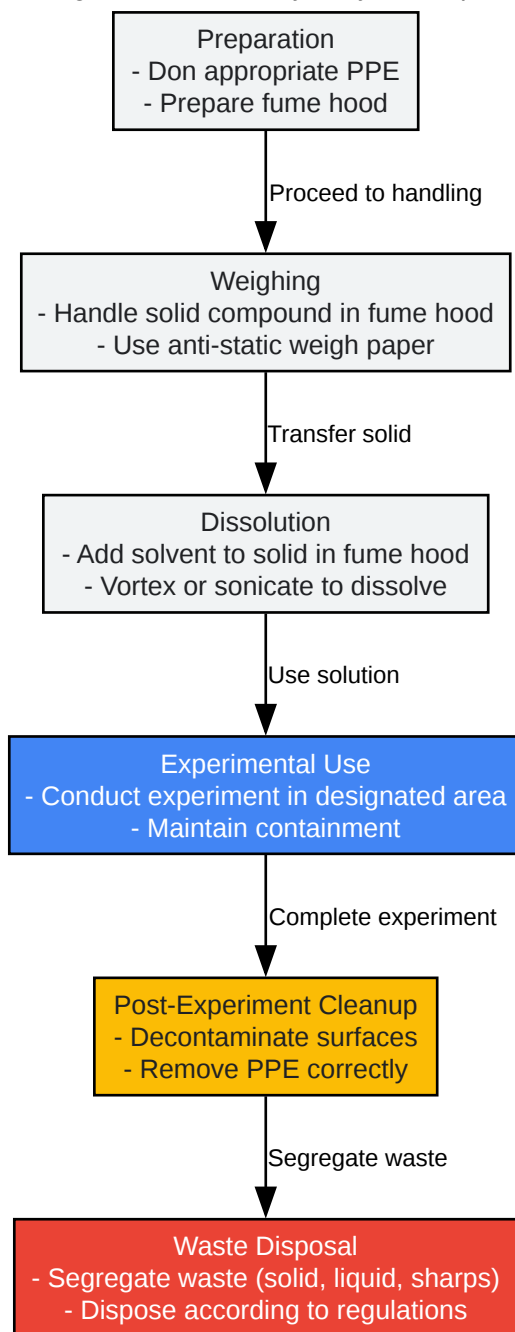 Preparation
- Don appropriate PPE
- Prepare fume hood
Proceed to handling
Weighing
- Handle solid compound in fume hood
- Use anti-static weigh paper
Transfer solid
Dissolution
- Add solvent to solid in fume hood
- Vortex or sonicate to dissolve
Use solution
Experimental Use
- Conduct experiment in designated area
- Maintain containment
Complete experiment
Post-Experiment Cleanup
- Decontaminate surfaces
- Remove PPE correctly
Segregate waste
Waste Disposal
- Segregate waste (solid, liquid, sharps)
- Dispose according to regulations